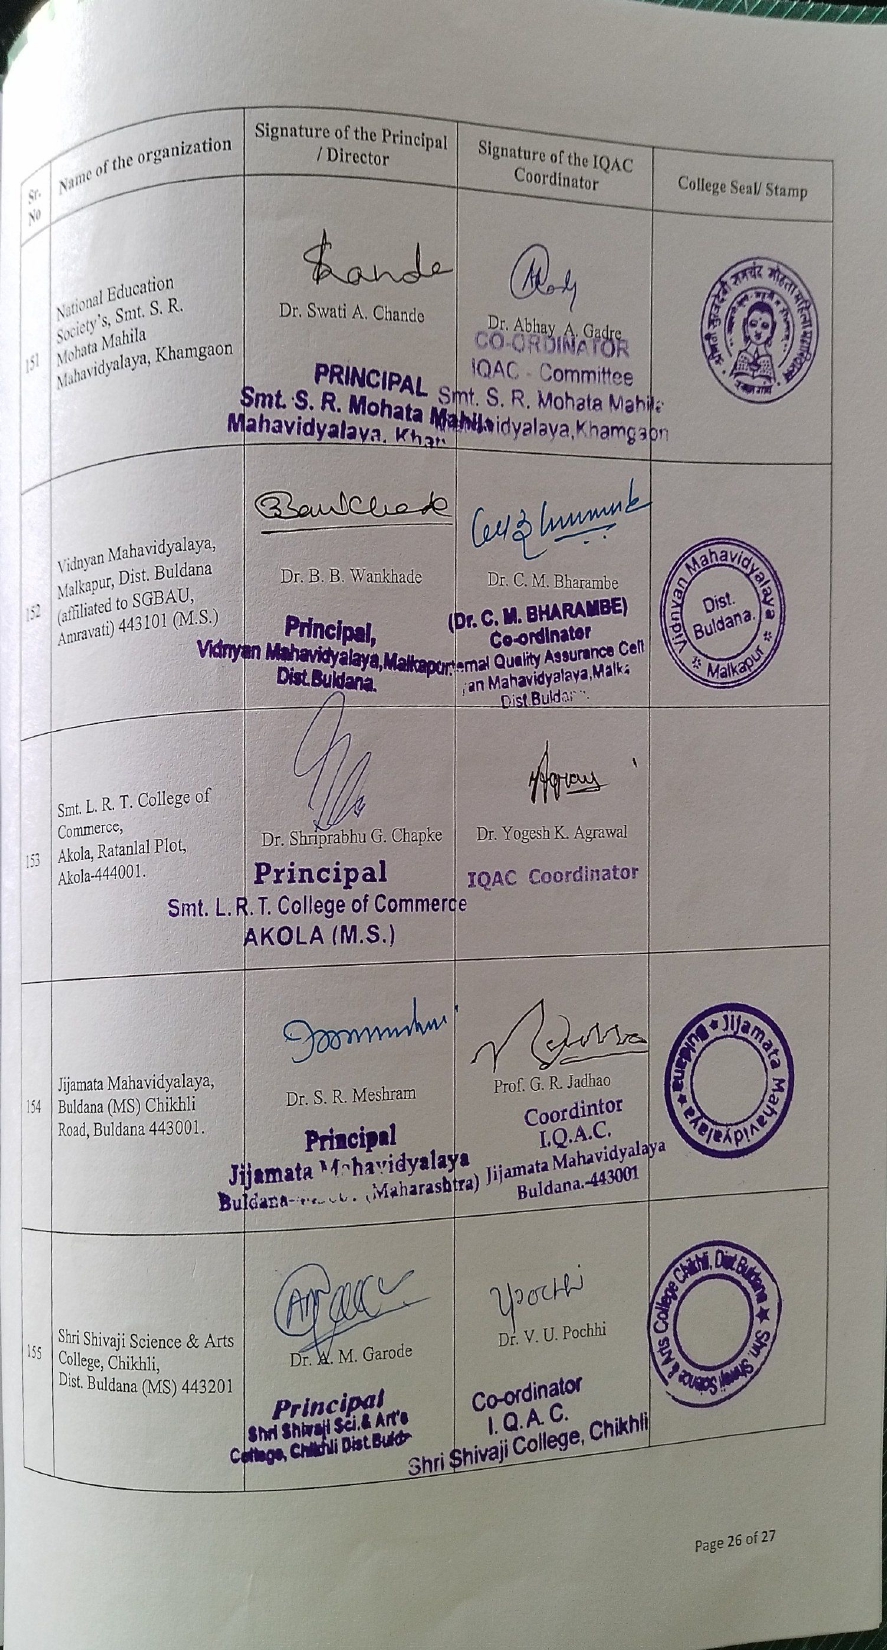 Sr. No
Name of the organization
Signature of the Principal
/ Director
Signature of the IQAC
Coordinator
College Seal/ Stamp
151
National Education
Society's, Smt. S. R.
Mohata Mahila
Mahavidyalaya, Khamgaon
Dr. Swati A. Chande
PRINCIPAL
Smt. S. R. Mohata Mahila
Mahavidyalaya,
Dr. Abhay A. Gadre
CO-ORDINATOR
IQAC - Committee
Smt. S. R. Mohata Mahila
Khamgaon
152
Vidnyan Mahavidyalaya,
Malkapur, Dist. Buldana
(affiliated to SGBAU,
Amravati) 443101 (M.S.)
Dr. B. B. Wankhade
Principal,
Vidnyan Mahavidyalaya, Malkapur
Dist. Buldana.
Dr. C. M. Bharambe
(Dr. C. M. BHARAMBE)
Co-ordinator
Quality Assurance Cell
Mahavidyalaya,
Dist.
Vidnyan Mahavidyalaya
Dist.
Buldana.
* Malkapur *
153
Smt. L. R. T. College of
Commerce,
Akola, Ratanlal Plot,
Akola-444001.
Dr. Shriprabhu G. Chapke
Principal
Smt. L. R. T. College of Commerce
AKOLA (M.S.)
Dr. Yogesh K. Agrawal
IQAC Coordinator
154
Jijamata Mahavidyalaya,
Buldana (MS) Chikhli
Road, Buldana 443001.
Dr. S. R. Meshram
Principal
Jijamata Mahavidyalaya
Buldana- (Maharashtra)
Prof. G. R. Jadhao
Coordintor
I.Q.A.C.
Jijamata Mahavidyalaya
Buldana.-443001
★ Jijamata Mahavidyalaya ★ Buldana
155
Shri Shivaji Science & Arts
College, Chikhli,
Dist. Buldana (MS) 443201
Dr. A. M. Garode
Principal
Shri Shivaji Sci. & Art's
College, Chikhli Dist.
Pochhi
Dr. V. U. Pochhi
Co-ordinator
I. Q. A. C.
Shri Shivaji College, Chikhli
★ Shri. Shivaji Science & Arts College Chikhli, Dist. Buldana
Page 26 of 27